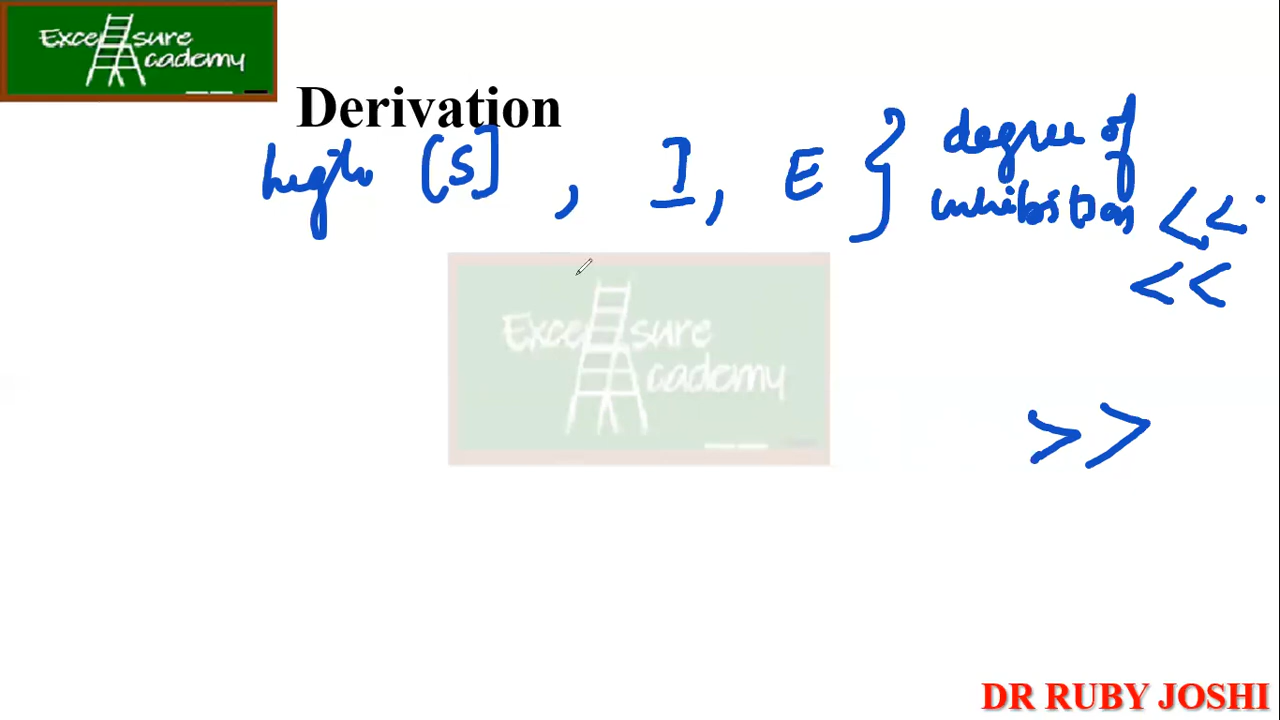 Excel sure
Academy
Derivation
high [S] , I , E } degree of
inhibition <<
<<
Excel sure
Academy
>>
DR RUBY JOSHI